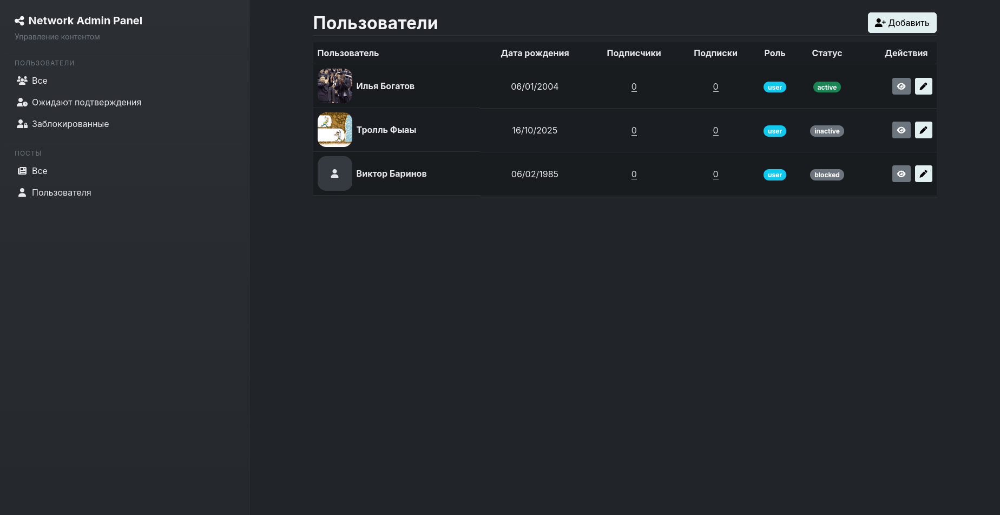 Network Admin Panel
Управление контентом
ПОЛЬЗОВАТЕЛИ
Все
Ожидают подтверждения
Заблокированные
ПОСТЫ
Все
Пользователя
Пользователи
Добавить
Пользователь Дата рождения Подписчики Подписки Роль Статус Действия
Илья Богатов 06/01/2004 0 0 user active
Тролль Фыаы 16/10/2025 0 0 user inactive
Виктор Баринов 06/02/1985 0 0 user blocked